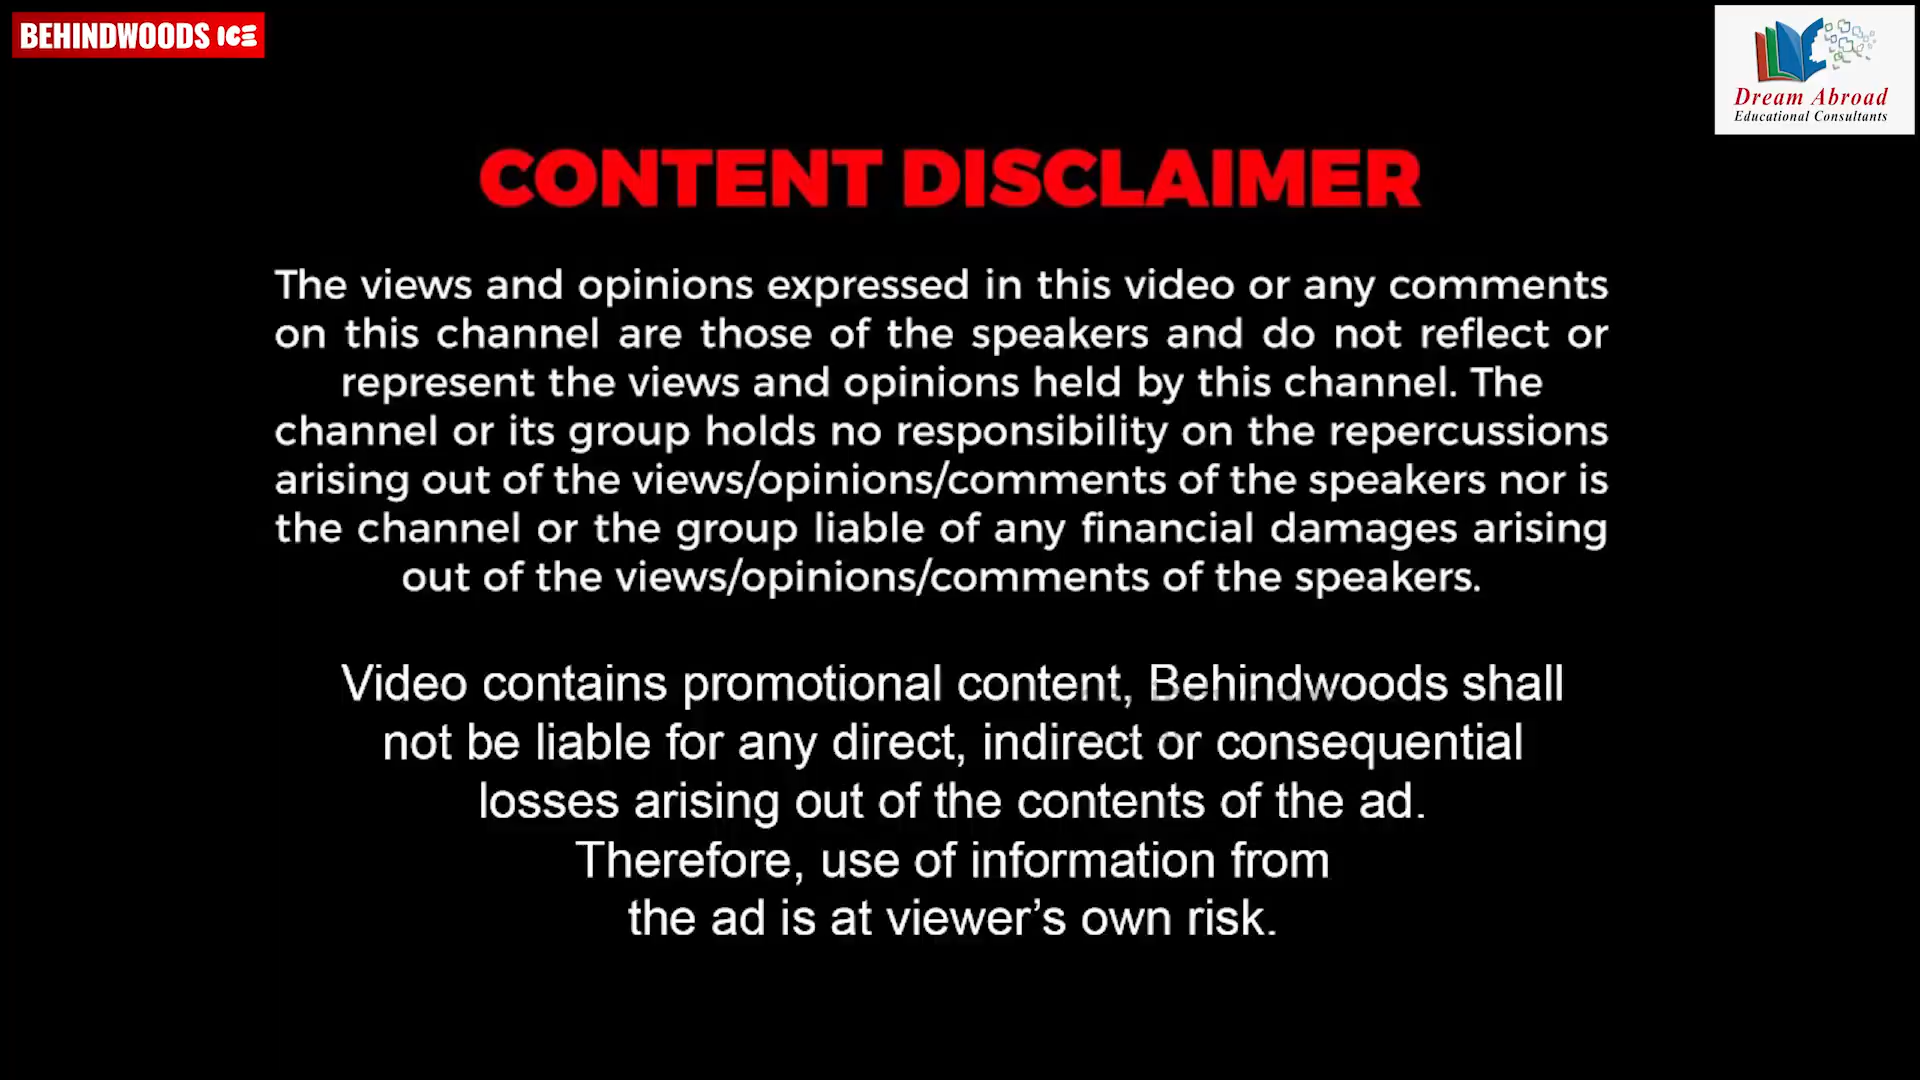 BEHINDWOODS ICE
Dream Abroad
Educational Consultants
CONTENT DISCLAIMER
The views and opinions expressed in this video or any comments
on this channel are those of the speakers and do not reflect or
represent the views and opinions held by this channel. The
channel or its group holds no responsibility on the repercussions
arising out of the views/opinions/comments of the speakers nor is
the channel or the group liable of any financial damages arising
out of the views/opinions/comments of the speakers.
Video contains promotional content, Behindwoods shall
not be liable for any direct, indirect or consequential
losses arising out of the contents of the ad.
Therefore, use of information from
the ad is at viewer’s own risk.